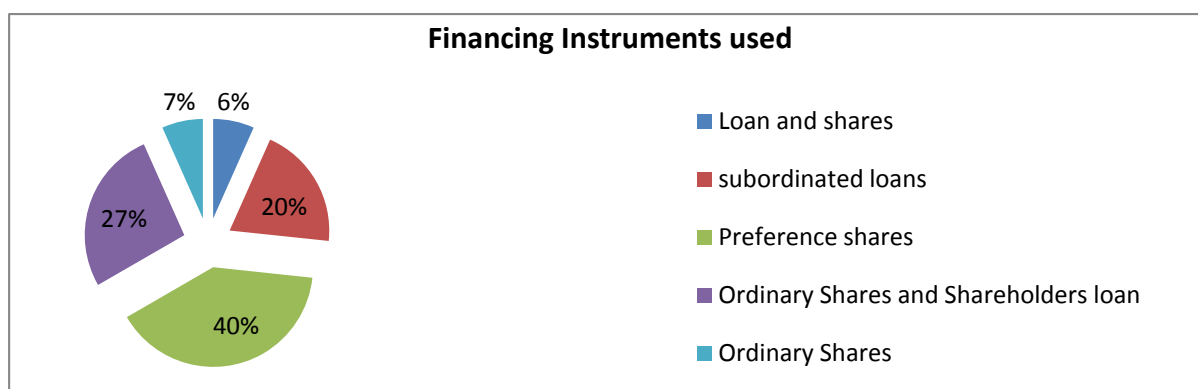 Financing Instruments used
7%
6%
20%
27%
40%
Loan and shares
subordinated loans
Preference shares
Ordinary Shares and Shareholders loan
Ordinary Shares